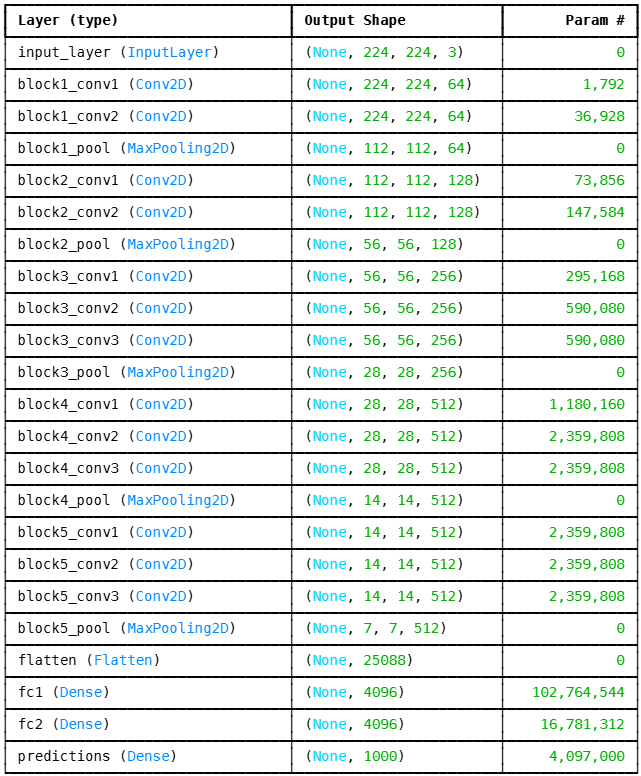 Layer (type) Output Shape Param #
input_layer (InputLayer) (None, 224, 224, 3) 0
block1_conv1 (Conv2D) (None, 224, 224, 64) 1,792
block1_conv2 (Conv2D) (None, 224, 224, 64) 36,928
block1_pool (MaxPooling2D) (None, 112, 112, 64) 0
block2_conv1 (Conv2D) (None, 112, 112, 128) 73,856
block2_conv2 (Conv2D) (None, 112, 112, 128) 147,584
block2_pool (MaxPooling2D) (None, 56, 56, 128) 0
block3_conv1 (Conv2D) (None, 56, 56, 256) 295,168
block3_conv2 (Conv2D) (None, 56, 56, 256) 590,080
block3_conv3 (Conv2D) (None, 56, 56, 256) 590,080
block3_pool (MaxPooling2D) (None, 28, 28, 256) 0
block4_conv1 (Conv2D) (None, 28, 28, 512) 1,180,160
block4_conv2 (Conv2D) (None, 28, 28, 512) 2,359,808
block4_conv3 (Conv2D) (None, 28, 28, 512) 2,359,808
block4_pool (MaxPooling2D) (None, 14, 14, 512) 0
block5_conv1 (Conv2D) (None, 14, 14, 512) 2,359,808
block5_conv2 (Conv2D) (None, 14, 14, 512) 2,359,808
block5_conv3 (Conv2D) (None, 14, 14, 512) 2,359,808
block5_pool (MaxPooling2D) (None, 7, 7, 512) 0
flatten (Flatten) (None, 25088) 0
fc1 (Dense) (None, 4096) 102,764,544
fc2 (Dense) (None, 4096) 16,781,312
predictions (Dense) (None, 1000) 4,097,000